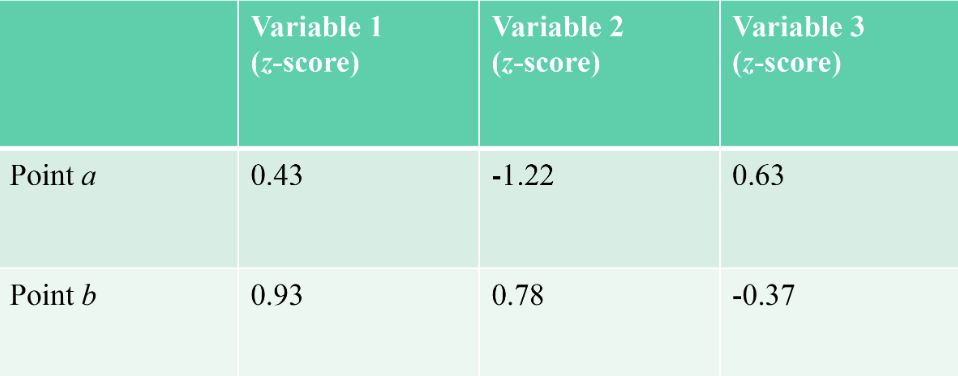 Variable 1 Variable 2 Variable 3
(z-score) (z-score) (z-score)
Point a 0.43 -1.22 0.63
Point b 0.93 0.78 -0.37